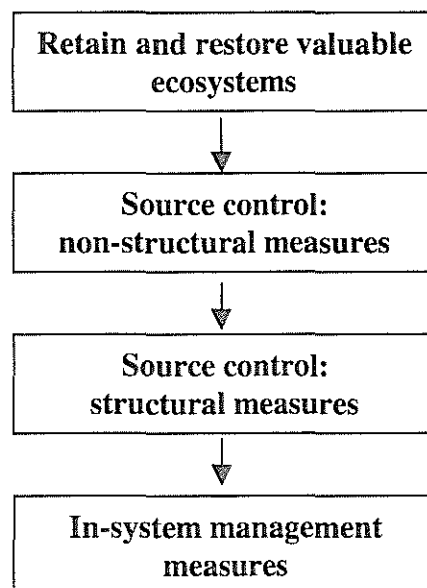 Retain and restore valuable
ecosystems
Source control:
non-structural measures
Source control:
structural measures
In-system management
measures